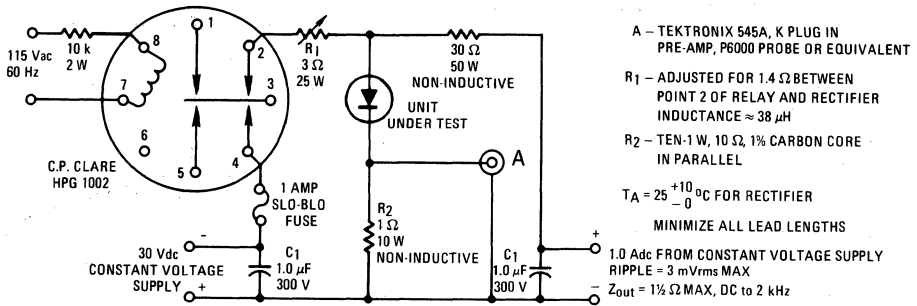 115 Vac
60 Hz
10 k
2 W
8
7
6
5
1
2
3
4
C.P. CLARE
HPG 1002
R1
3 Ω
25 W
30 Ω
50 W
NON-INDUCTIVE
UNIT
UNDER TEST
A
1 AMP
SLO-BLO
FUSE
R2
1 Ω
10 W
NON-INDUCTIVE
-
30 Vdc
CONSTANT VOLTAGE
SUPPLY
+
C1
1.0 μF
300 V
C1
1.0 μF
300 V
A – TEKTRONIX 545A, K PLUG IN
PRE-AMP, P6000 PROBE OR EQUIVALENT
R1 – ADJUSTED FOR 1.4 Ω BETWEEN
POINT 2 OF RELAY AND RECTIFIER
INDUCTANCE ≈ 38 μH
R2 – TEN-1 W, 10 Ω, 1% CARBON CORE
IN PARALLEL
TA = 25 +10 -0 °C FOR RECTIFIER
MINIMIZE ALL LEAD LENGTHS
+
1.0 Adc FROM CONSTANT VOLTAGE SUPPLY
RIPPLE = 3 mVrms MAX
-
Zout = 1½ Ω MAX, DC to 2 kHz